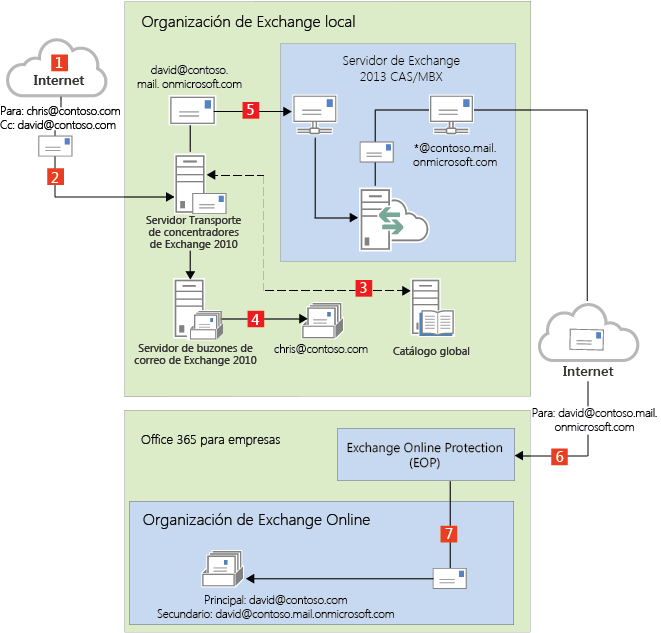 Organización de Exchange local
1
Internet
Para: chris@contoso.com
Cc: david@contoso.com
2
david@contoso.
mail. onmicrosoft.com
5
Servidor de Exchange
2013 CAS/MBX
*@contoso.mail.
onmicrosoft.com
Servidor Transporte
de concentradores
de Exchange 2010
3
4
Servidor de buzones de
correo de Exchange 2010
chris@contoso.com
Catálogo global
Internet
Para: david@contoso.mail.
onmicrosoft.com
6
Office 365 para empresas
Exchange Online Protection
(EOP)
7
Organización de Exchange Online
Principal: david@contoso.com
Secundario: david@contoso.mail.onmicrosoft.com